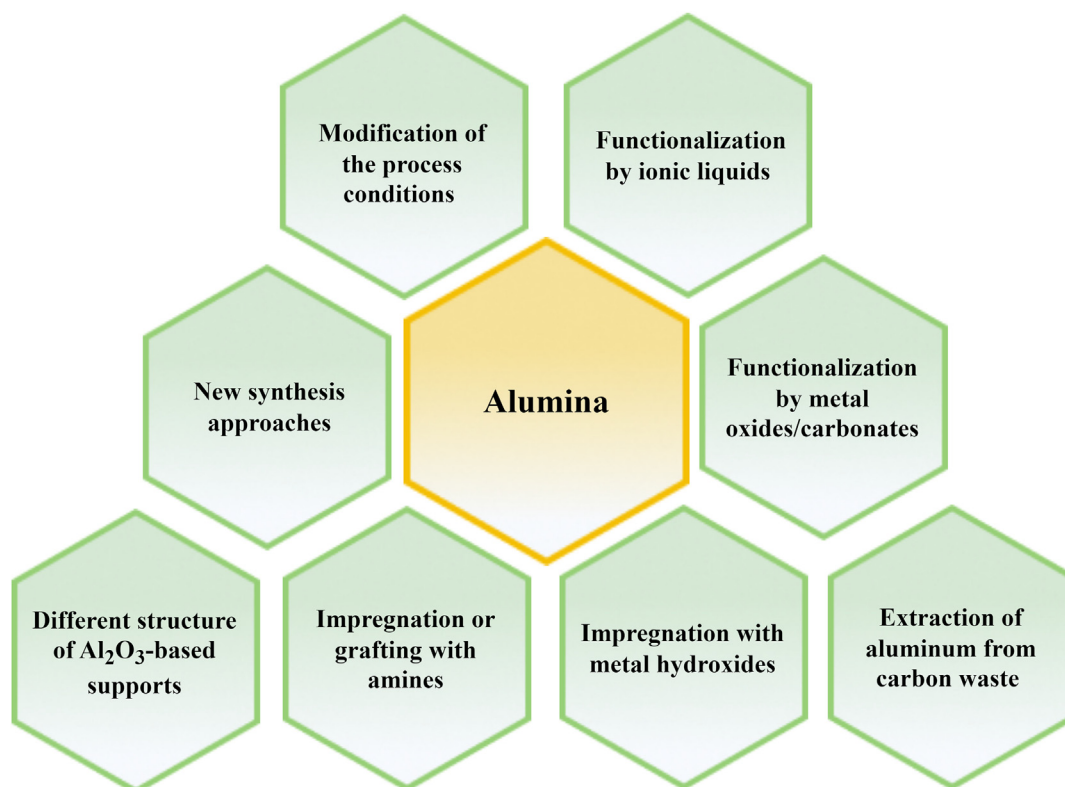 Modification of
the process
conditions
Functionalization
by ionic liquids
New synthesis
approaches
Alumina
Functionalization
by metal
oxides/carbonates
Different structure
of Al₂O₃-based
supports
Impregnation or
grafting with
amines
Impregnation with
metal hydroxides
Extraction of
aluminum from
carbon waste